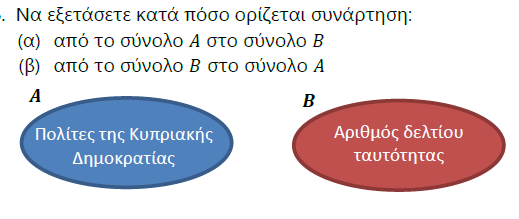 . Να εξετάσετε κατά πόσο ορίζεται συνάρτηση:
(α) από το σύνολο A στο σύνολο B
(β) από το σύνολο B στο σύνολο A
A
B
Πολίτες της Κυπριακής
Δημοκρατίας
Αριθμός δελτίου
ταυτότητας